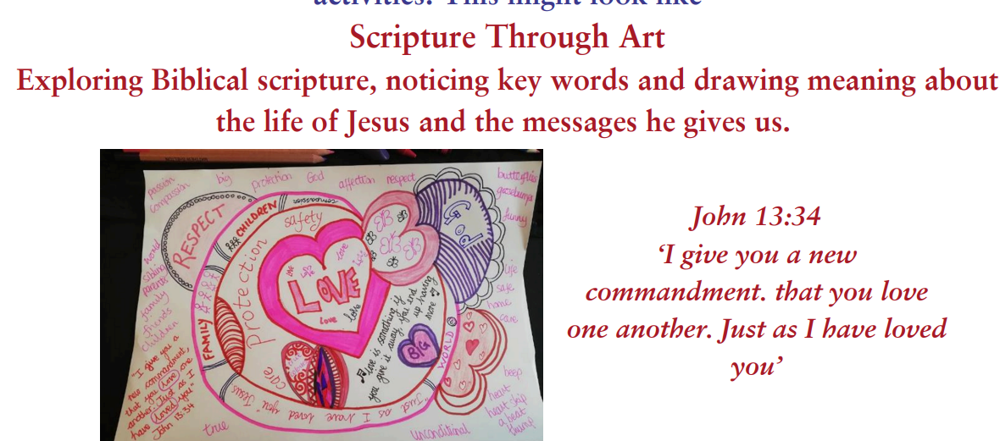 activities. This might look like
Scripture Through Art
Exploring Biblical scripture, noticing key words and drawing meaning about
the life of Jesus and the messages he gives us.
passion
compassion
big
protection
God
affection
respect
butterflies
goosebumps
funny
RESPECT
CHILDREN
compassion
safety
God
world
sibling
parents
family
friends
children
protection
love
love
LOVE
love
love
life
safe
home
care
FAMILY
♫ love is something if
you give it away, you end
up having
more ♫
BIG
WORLD
care
"Just as I have loved you" Jesus
"I give you a
new commandment,
that you love one
another. Just as I
have loved you"
John 13:34
true
unconditional
beep
heart
heart skip
a beat
thump
John 13:34
‘I give you a new
commandment. that you love
one another. Just as I have loved
you’